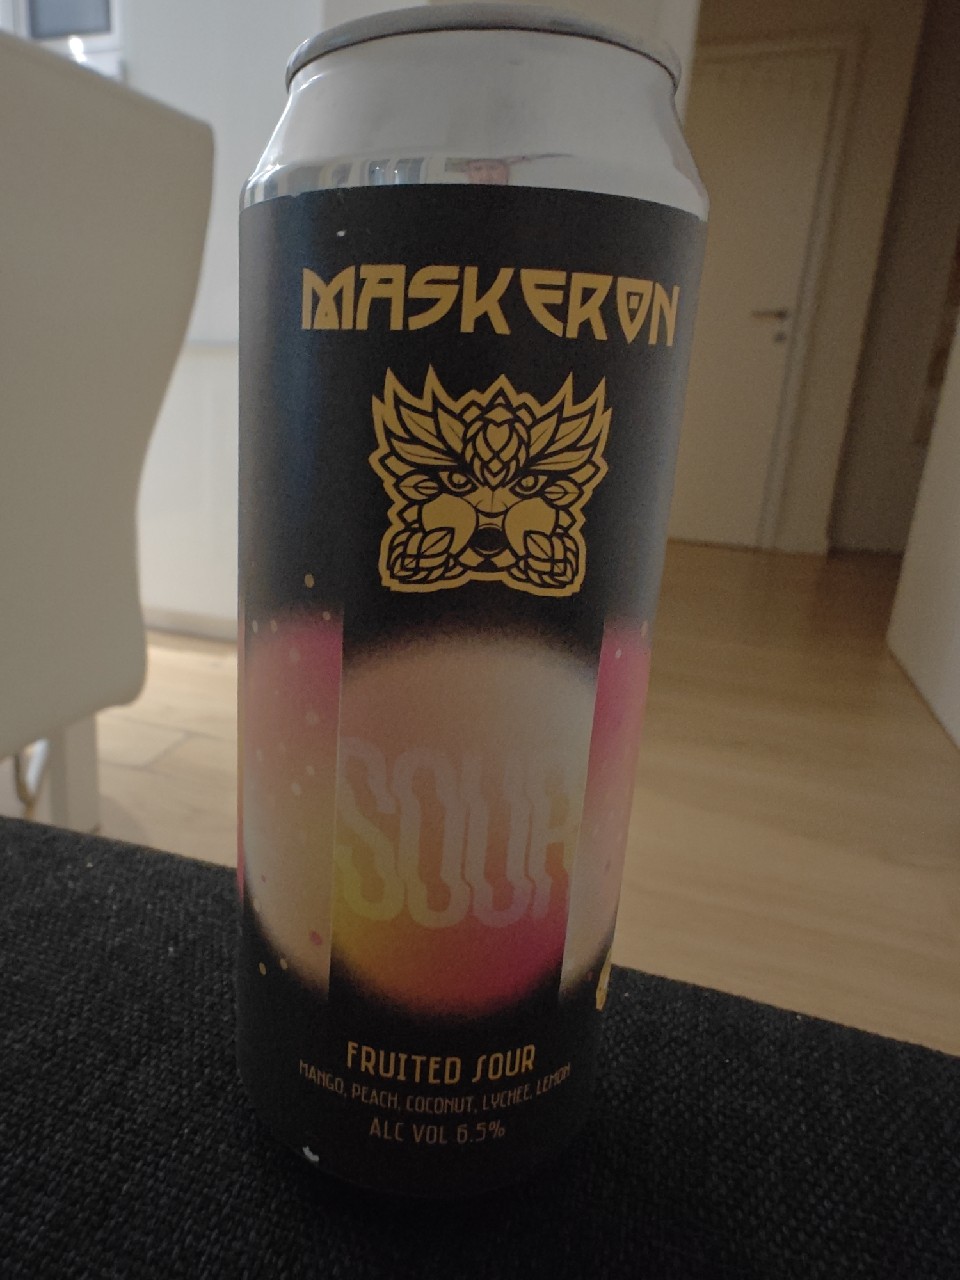 MASKERON
SOUR
FRUITED SOUR
MANGO, PEACH, COCONUT, LYCHEE, LEMON
ALC VOL 6.5%